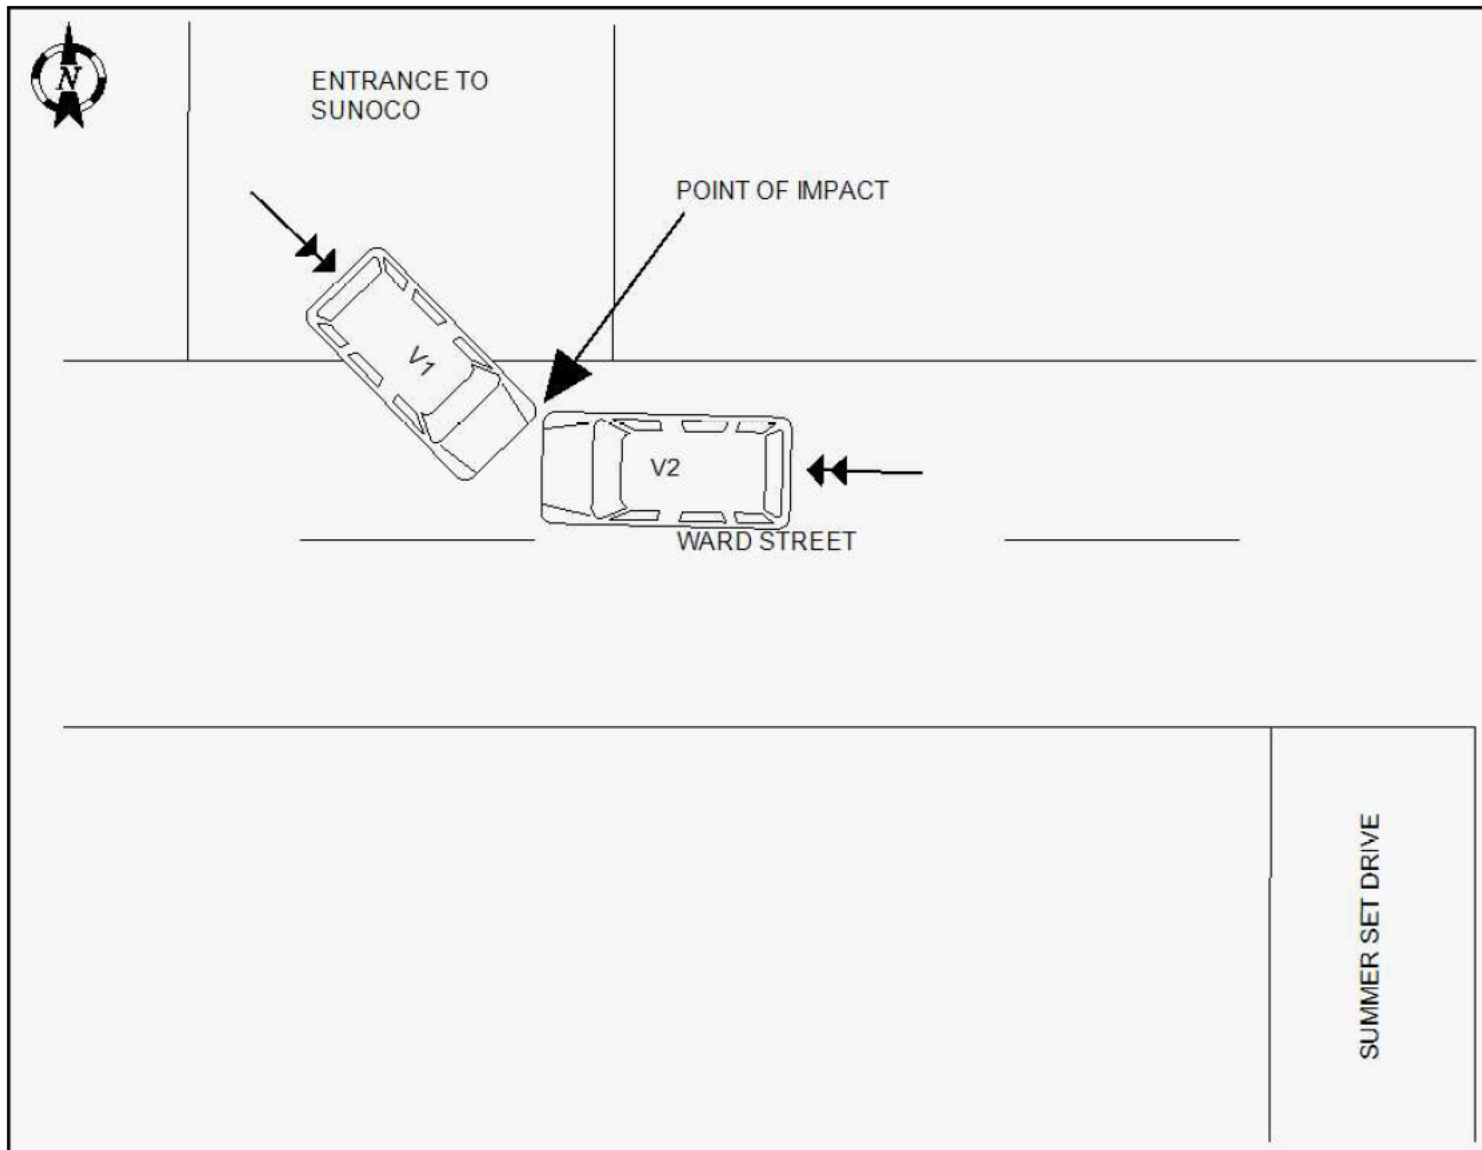 N
ENTRANCE TO
SUNOCO
POINT OF IMPACT
V1
V2
WARD STREET
SUMMER SET DRIVE